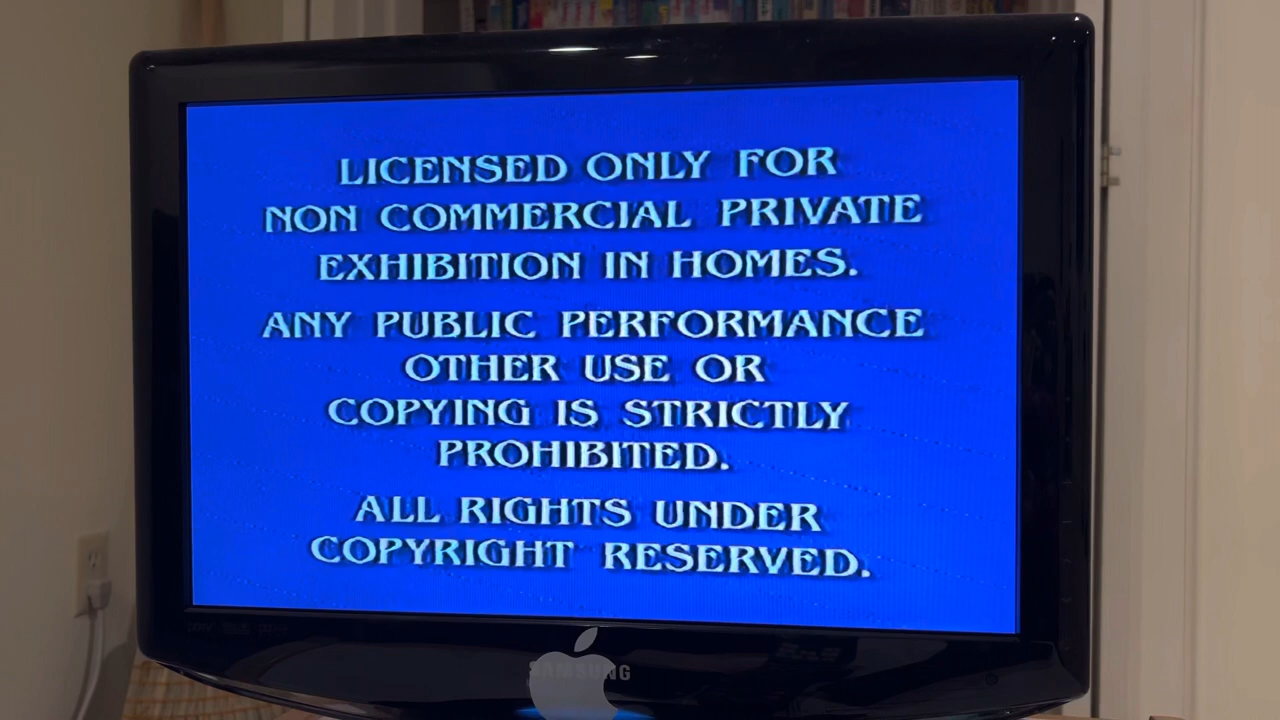 LICENSED ONLY FOR
NON COMMERCIAL PRIVATE
EXHIBITION IN HOMES.
ANY PUBLIC PERFORMANCE
OTHER USE OR
COPYING IS STRICTLY
PROHIBITED.
ALL RIGHTS UNDER
COPYRIGHT RESERVED.
SAMSUNG